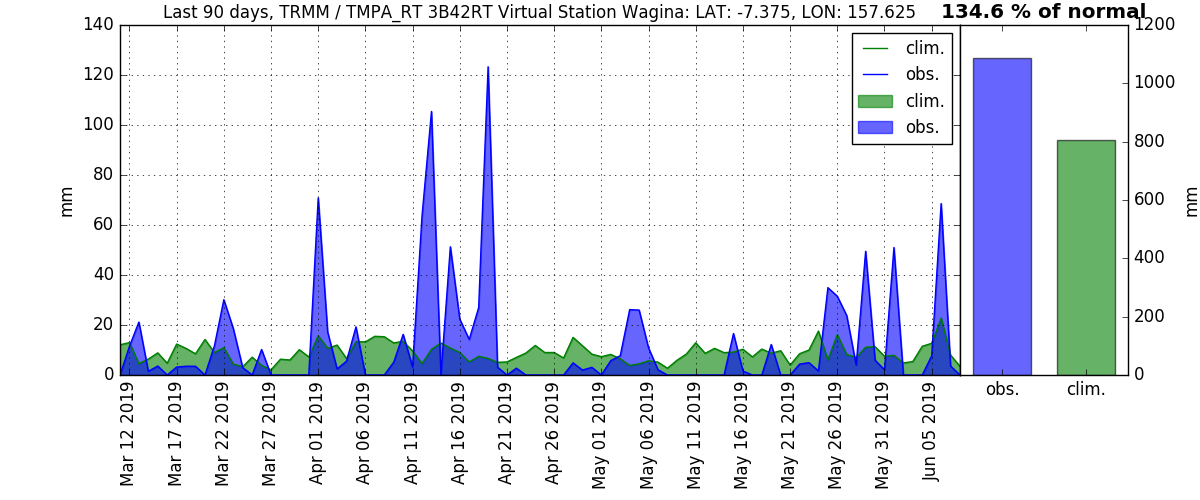 Last 90 days, TRMM / TMPA_RT 3B42RT Virtual Station Wagina: LAT: -7.375, LON: 157.625
134.6 % of normal
140
120
100
80
60
40
20
0
mm
clim.
obs.
clim.
obs.
Mar 12 2019
Mar 17 2019
Mar 22 2019
Mar 27 2019
Apr 01 2019
Apr 06 2019
Apr 11 2019
Apr 16 2019
Apr 21 2019
Apr 26 2019
May 01 2019
May 06 2019
May 11 2019
May 16 2019
May 21 2019
May 26 2019
May 31 2019
Jun 05 2019
1200
1000
800
600
400
200
0
mm
obs.
clim.